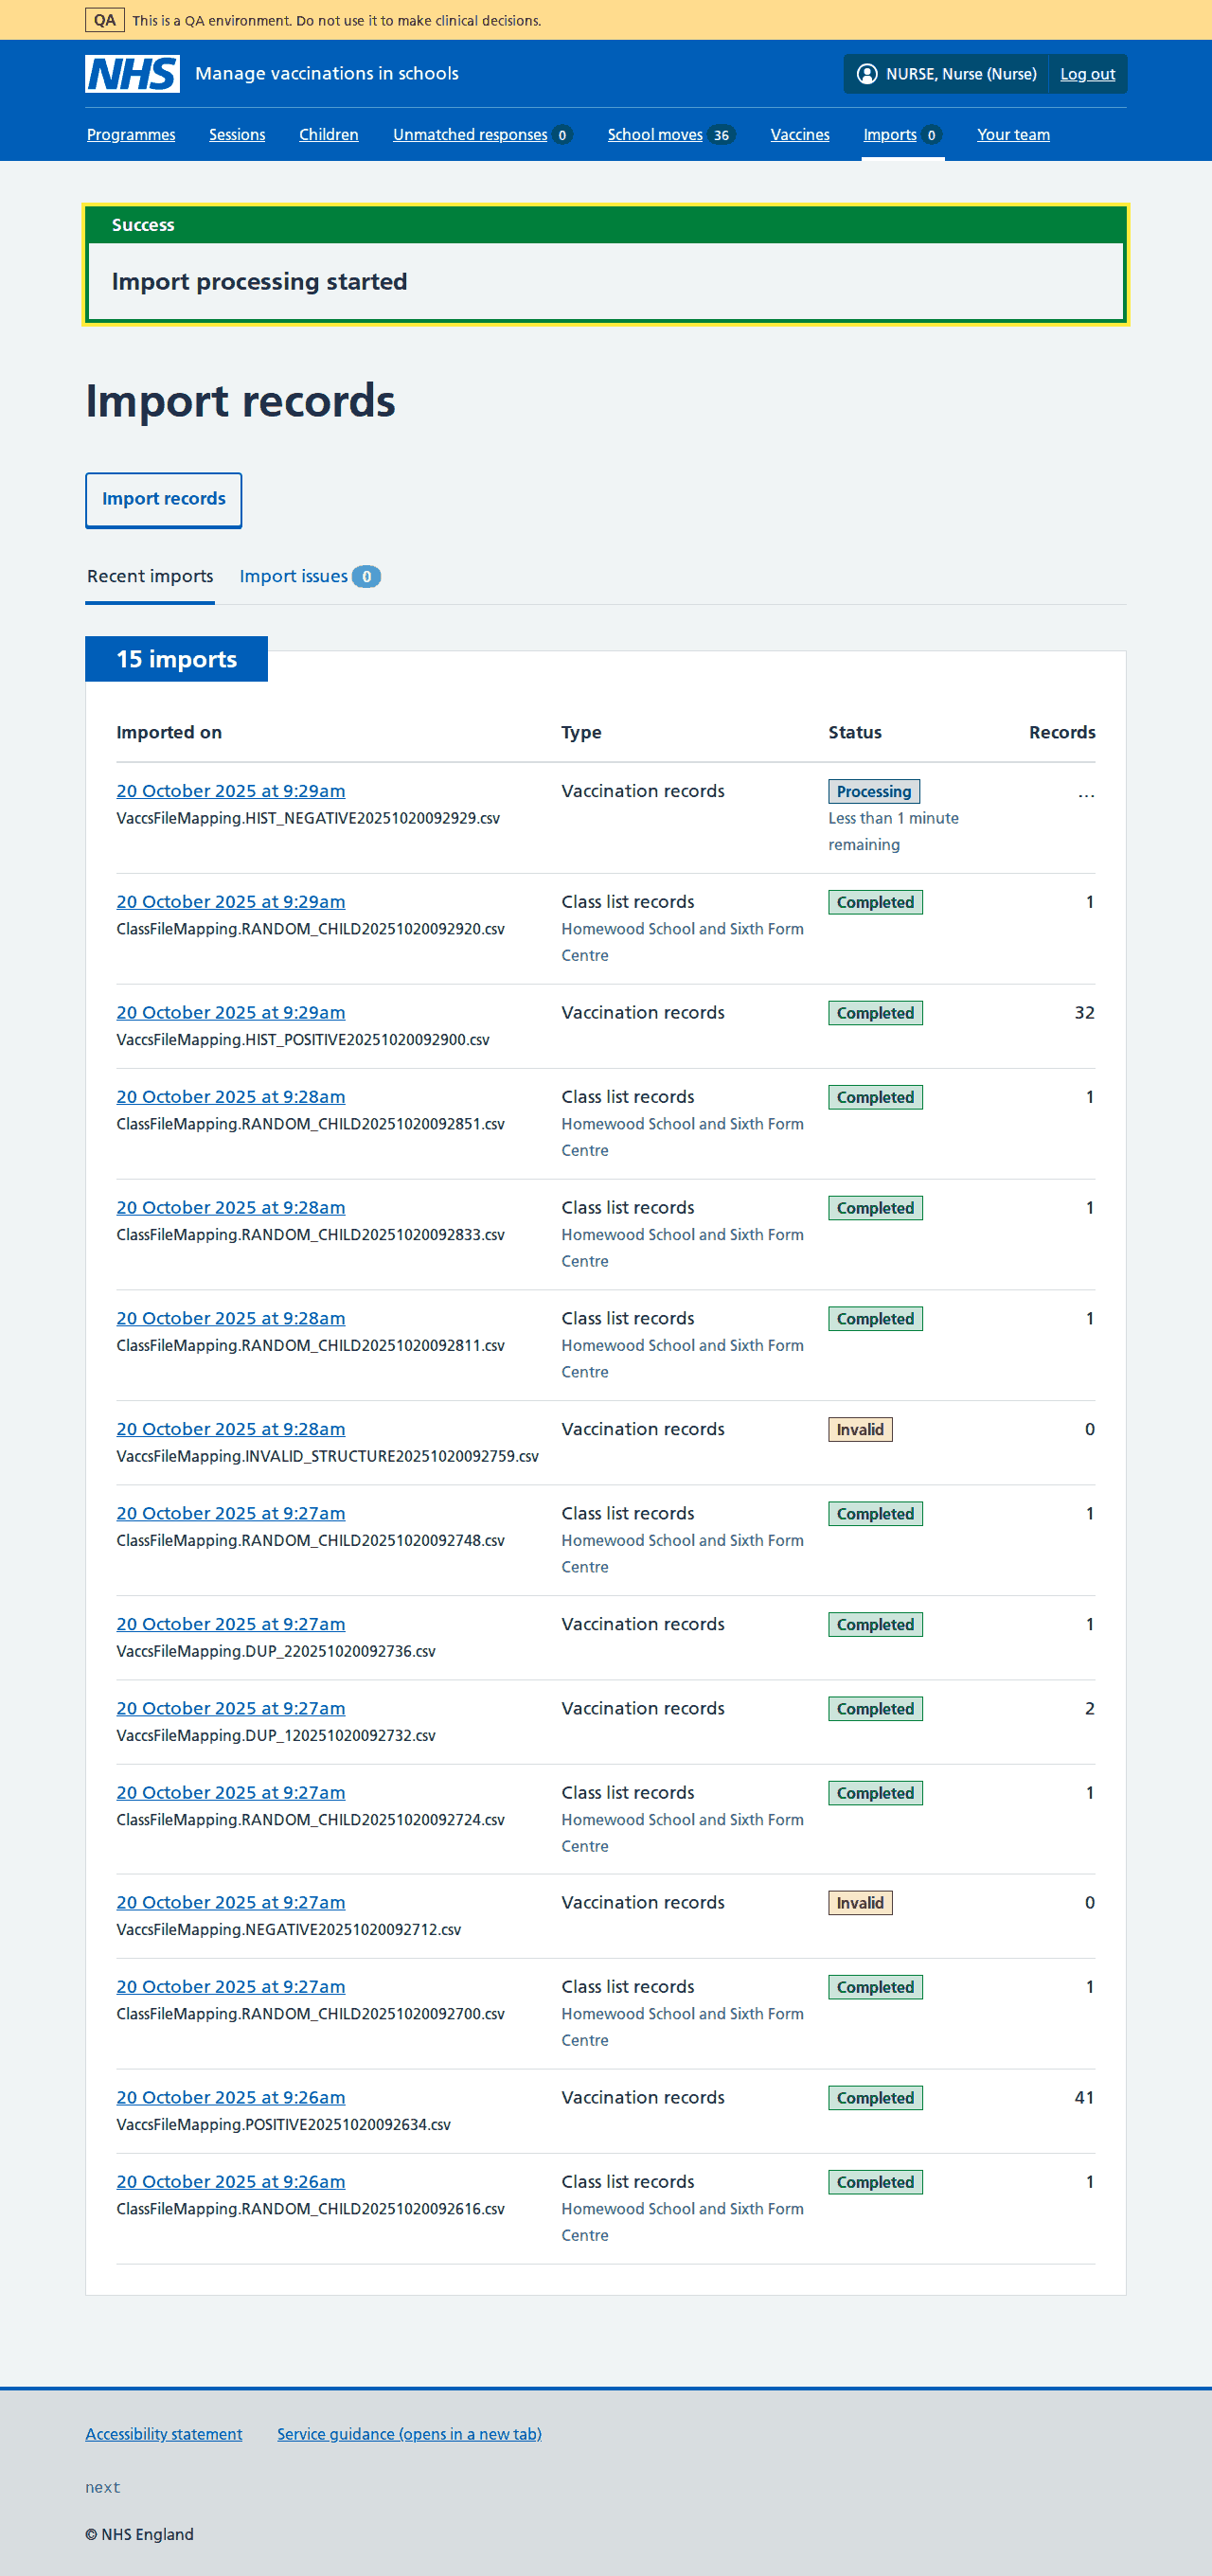 QA This is a QA environment. Do not use it to make clinical decisions.
NHS Manage vaccinations in schools NURSE, Nurse (Nurse) Log out
Programmes Sessions Children Unmatched responses 0 School moves 36 Vaccines Imports 0 Your team
Success
Import processing started
Import records
Import records
Recent imports Import issues 0
15 imports
Imported on Type Status Records
20 October 2025 at 9:29am Vaccination records Processing ...
VaccsFileMapping.HIST_NEGATIVE20251020092929.csv Less than 1 minute
remaining
20 October 2025 at 9:29am Class list records Completed 1
ClassFileMapping.RANDOM_CHILD20251020092920.csv Homewood School and Sixth Form
Centre
20 October 2025 at 9:29am Vaccination records Completed 32
VaccsFileMapping.HIST_POSITIVE20251020092900.csv
20 October 2025 at 9:28am Class list records Completed 1
ClassFileMapping.RANDOM_CHILD20251020092851.csv Homewood School and Sixth Form
Centre
20 October 2025 at 9:28am Class list records Completed 1
ClassFileMapping.RANDOM_CHILD20251020092833.csv Homewood School and Sixth Form
Centre
20 October 2025 at 9:28am Class list records Completed 1
ClassFileMapping.RANDOM_CHILD20251020092811.csv Homewood School and Sixth Form
Centre
20 October 2025 at 9:28am Vaccination records Invalid 0
VaccsFileMapping.INVALID_STRUCTURE20251020092759.csv
20 October 2025 at 9:27am Class list records Completed 1
ClassFileMapping.RANDOM_CHILD20251020092748.csv Homewood School and Sixth Form
Centre
20 October 2025 at 9:27am Vaccination records Completed 1
VaccsFileMapping.DUP_220251020092736.csv
20 October 2025 at 9:27am Vaccination records Completed 2
VaccsFileMapping.DUP_120251020092732.csv
20 October 2025 at 9:27am Class list records Completed 1
ClassFileMapping.RANDOM_CHILD20251020092724.csv Homewood School and Sixth Form
Centre
20 October 2025 at 9:27am Vaccination records Invalid 0
VaccsFileMapping.NEGATIVE20251020092712.csv
20 October 2025 at 9:27am Class list records Completed 1
ClassFileMapping.RANDOM_CHILD20251020092700.csv Homewood School and Sixth Form
Centre
20 October 2025 at 9:26am Vaccination records Completed 41
VaccsFileMapping.POSITIVE20251020092634.csv
20 October 2025 at 9:26am Class list records Completed 1
ClassFileMapping.RANDOM_CHILD20251020092616.csv Homewood School and Sixth Form
Centre
Accessibility statement Service guidance (opens in a new tab)
next
© NHS England